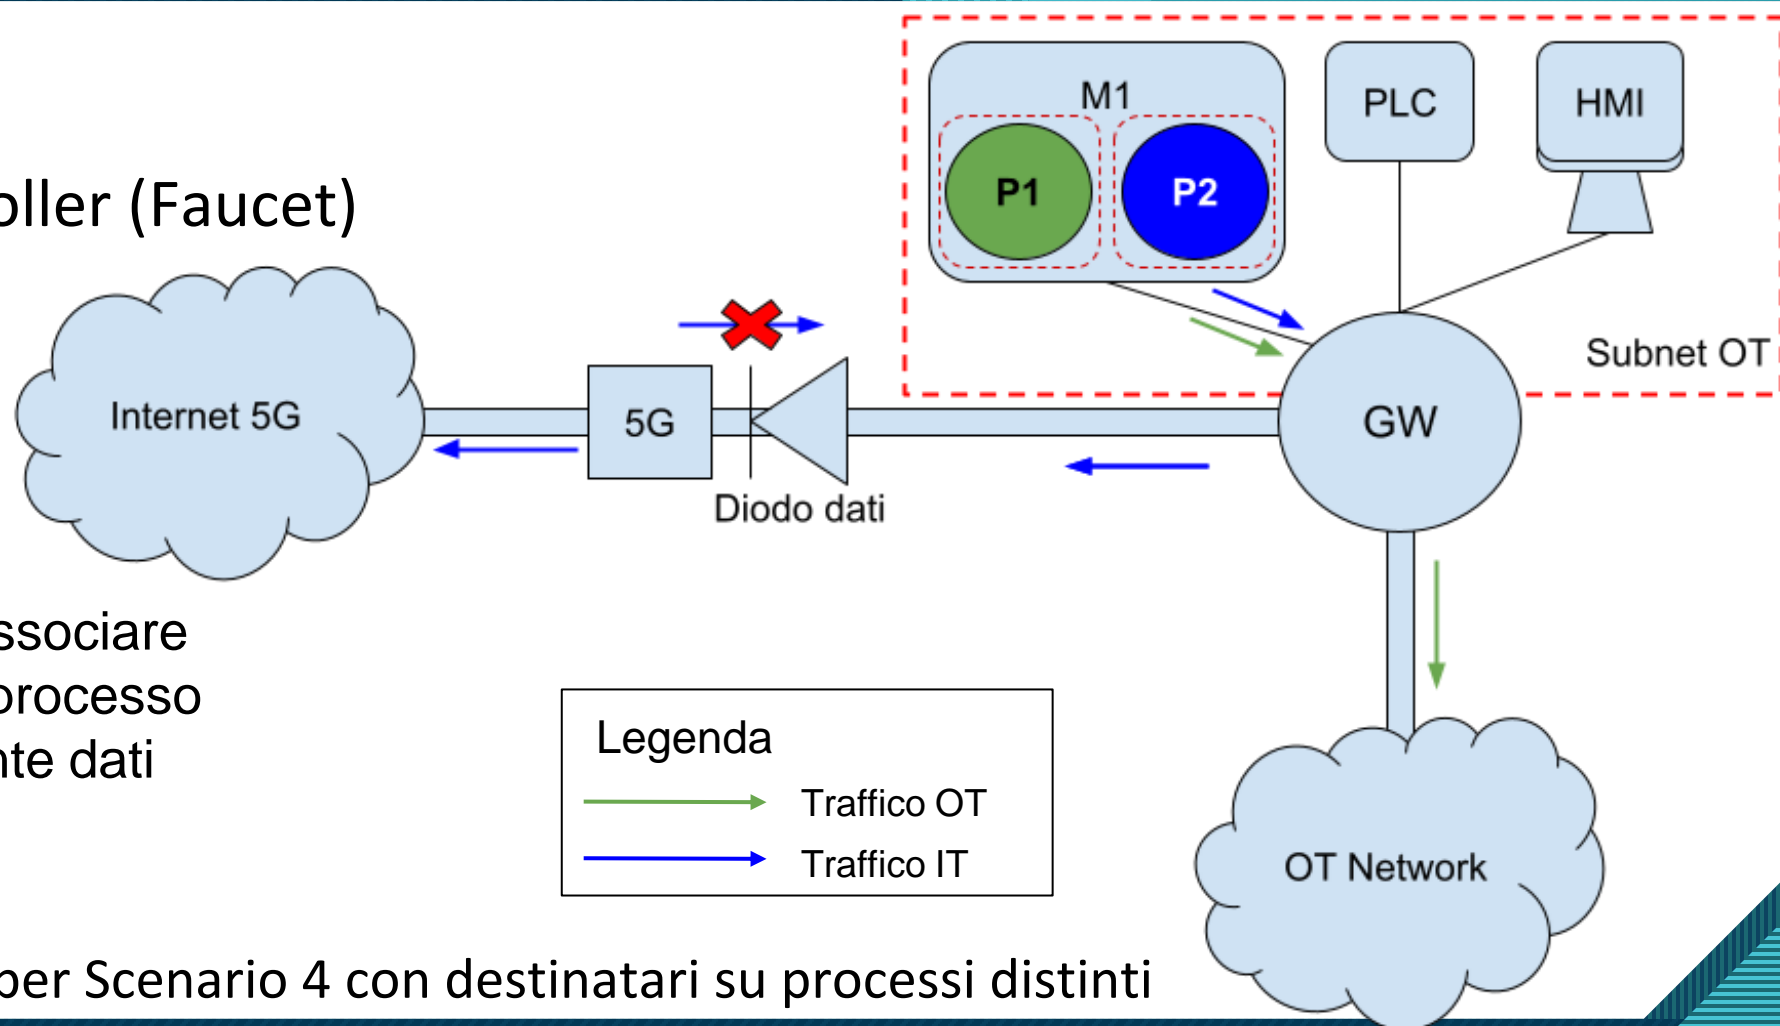 M1
PLC
HMI
P1
P2
oller (Faucet)
Subnet OT
Internet 5G
5G
GW
Diodo dati
ssociare
processo
nte dati
Legenda
Traffico OT
Traffico IT
OT Network
per Scenario 4 con destinatari su processi distinti